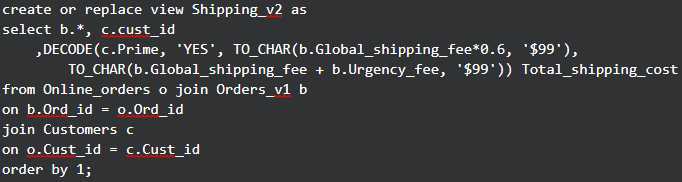 create or replace view Shipping_v2 as
select b.*, c.cust_id
,DECODE(c.Prime, 'YES', TO_CHAR(b.Global_shipping_fee*0.6, '$99'),
TO_CHAR(b.Global_shipping_fee + b.Urgency_fee, '$99')) Total_shipping_cost
from Online_orders o join Orders_v1 b
on b.Ord_id = o.Ord_id
join Customers c
on o.Cust_id = c.Cust_id
order by 1;